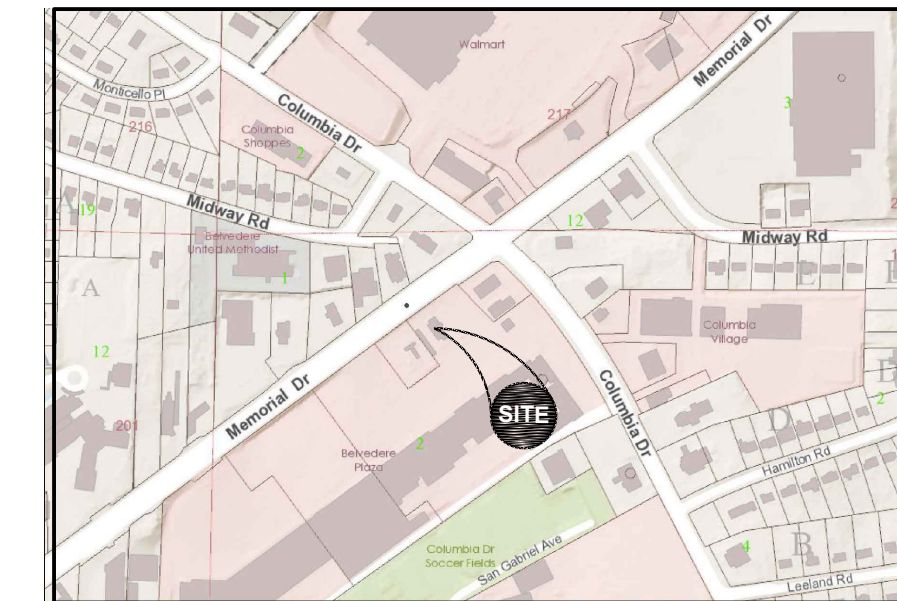 Walmart
Memorial Dr
Monticello Pl
217
3
216
Columbia Dr
Columbia
Shoppes
2
19
A
Midway Rd
12
Belvedere
United Methodist
Midway Rd
1
E
A
Columbia
Village
12
SITE
Columbia Dr
Memorial Dr
2
D
201
2
Belvedere
Plaza
Hamilton Rd
Columbia Dr
Soccer Fields
San Gabriel Ave
4
B
Leeland Rd